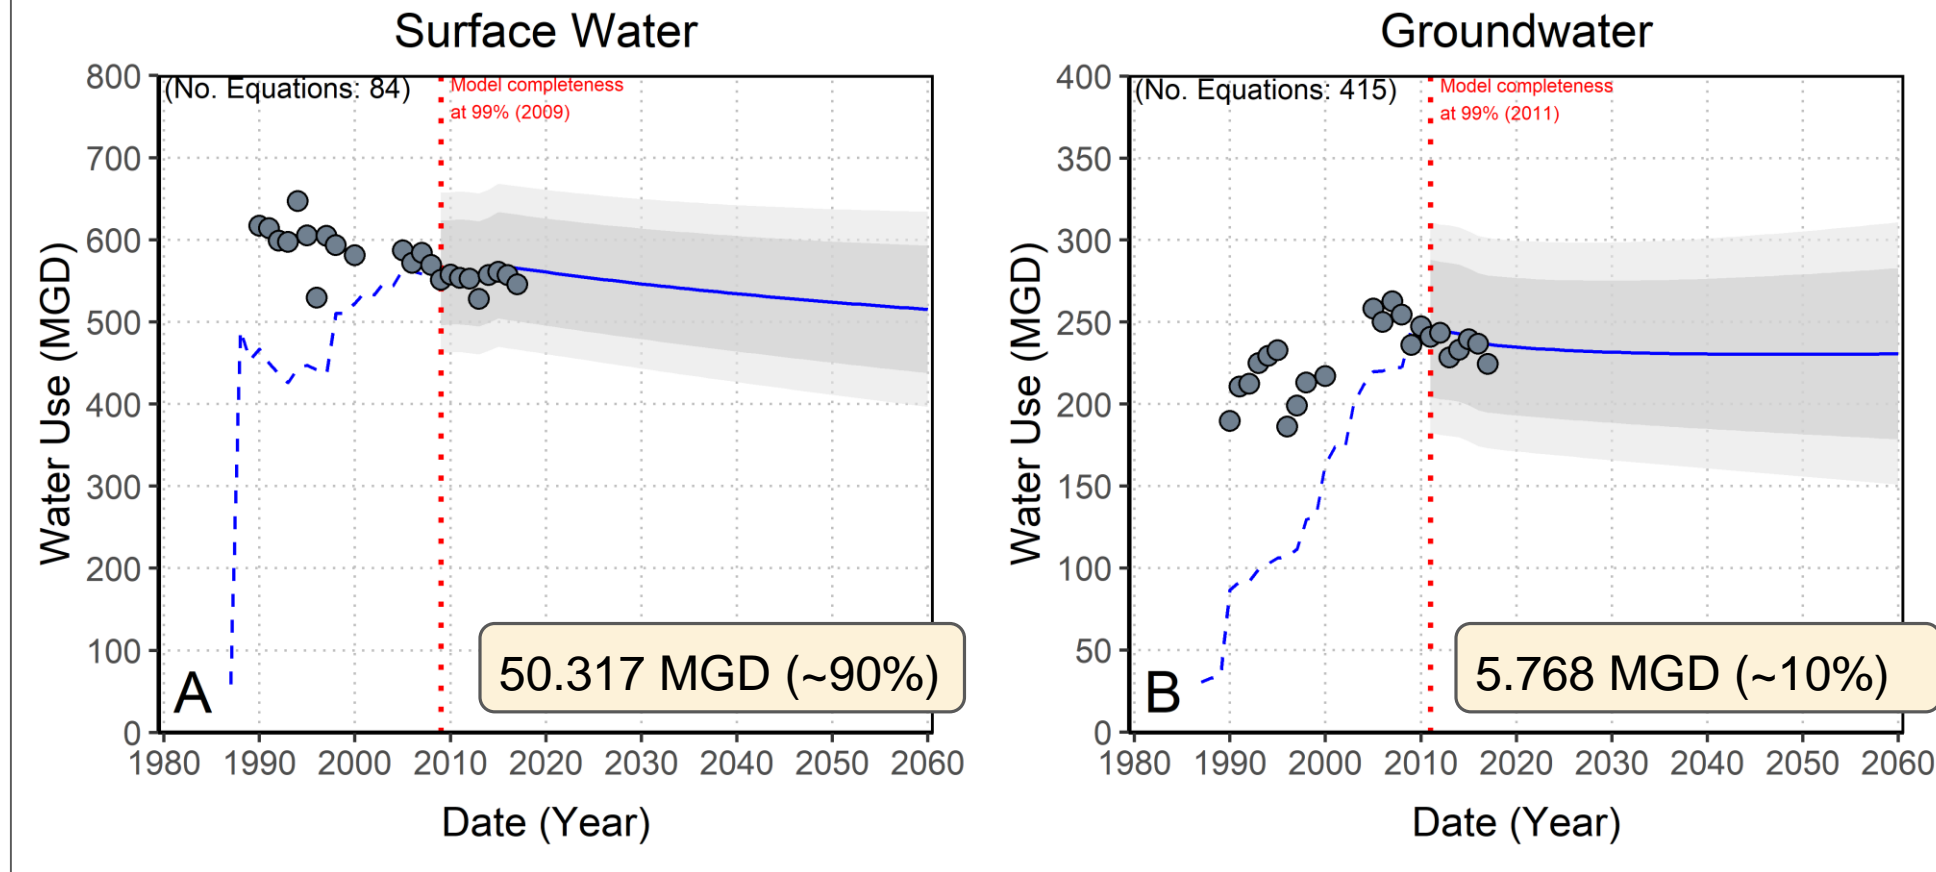 Surface Water
(No. Equations: 84)
Model completeness
at 99% (2009)
800
700
600
500
400
300
200
100
0
Water Use (MGD)
A
50.317 MGD (~90%)
1980 1990 2000 2010 2020 2030 2040 2050 2060
Date (Year)
Groundwater
(No. Equations: 415)
Model completeness
at 99% (2011)
400
350
300
250
200
150
100
50
0
Water Use (MGD)
B
5.768 MGD (~10%)
1980 1990 2000 2010 2020 2030 2040 2050 2060
Date (Year)